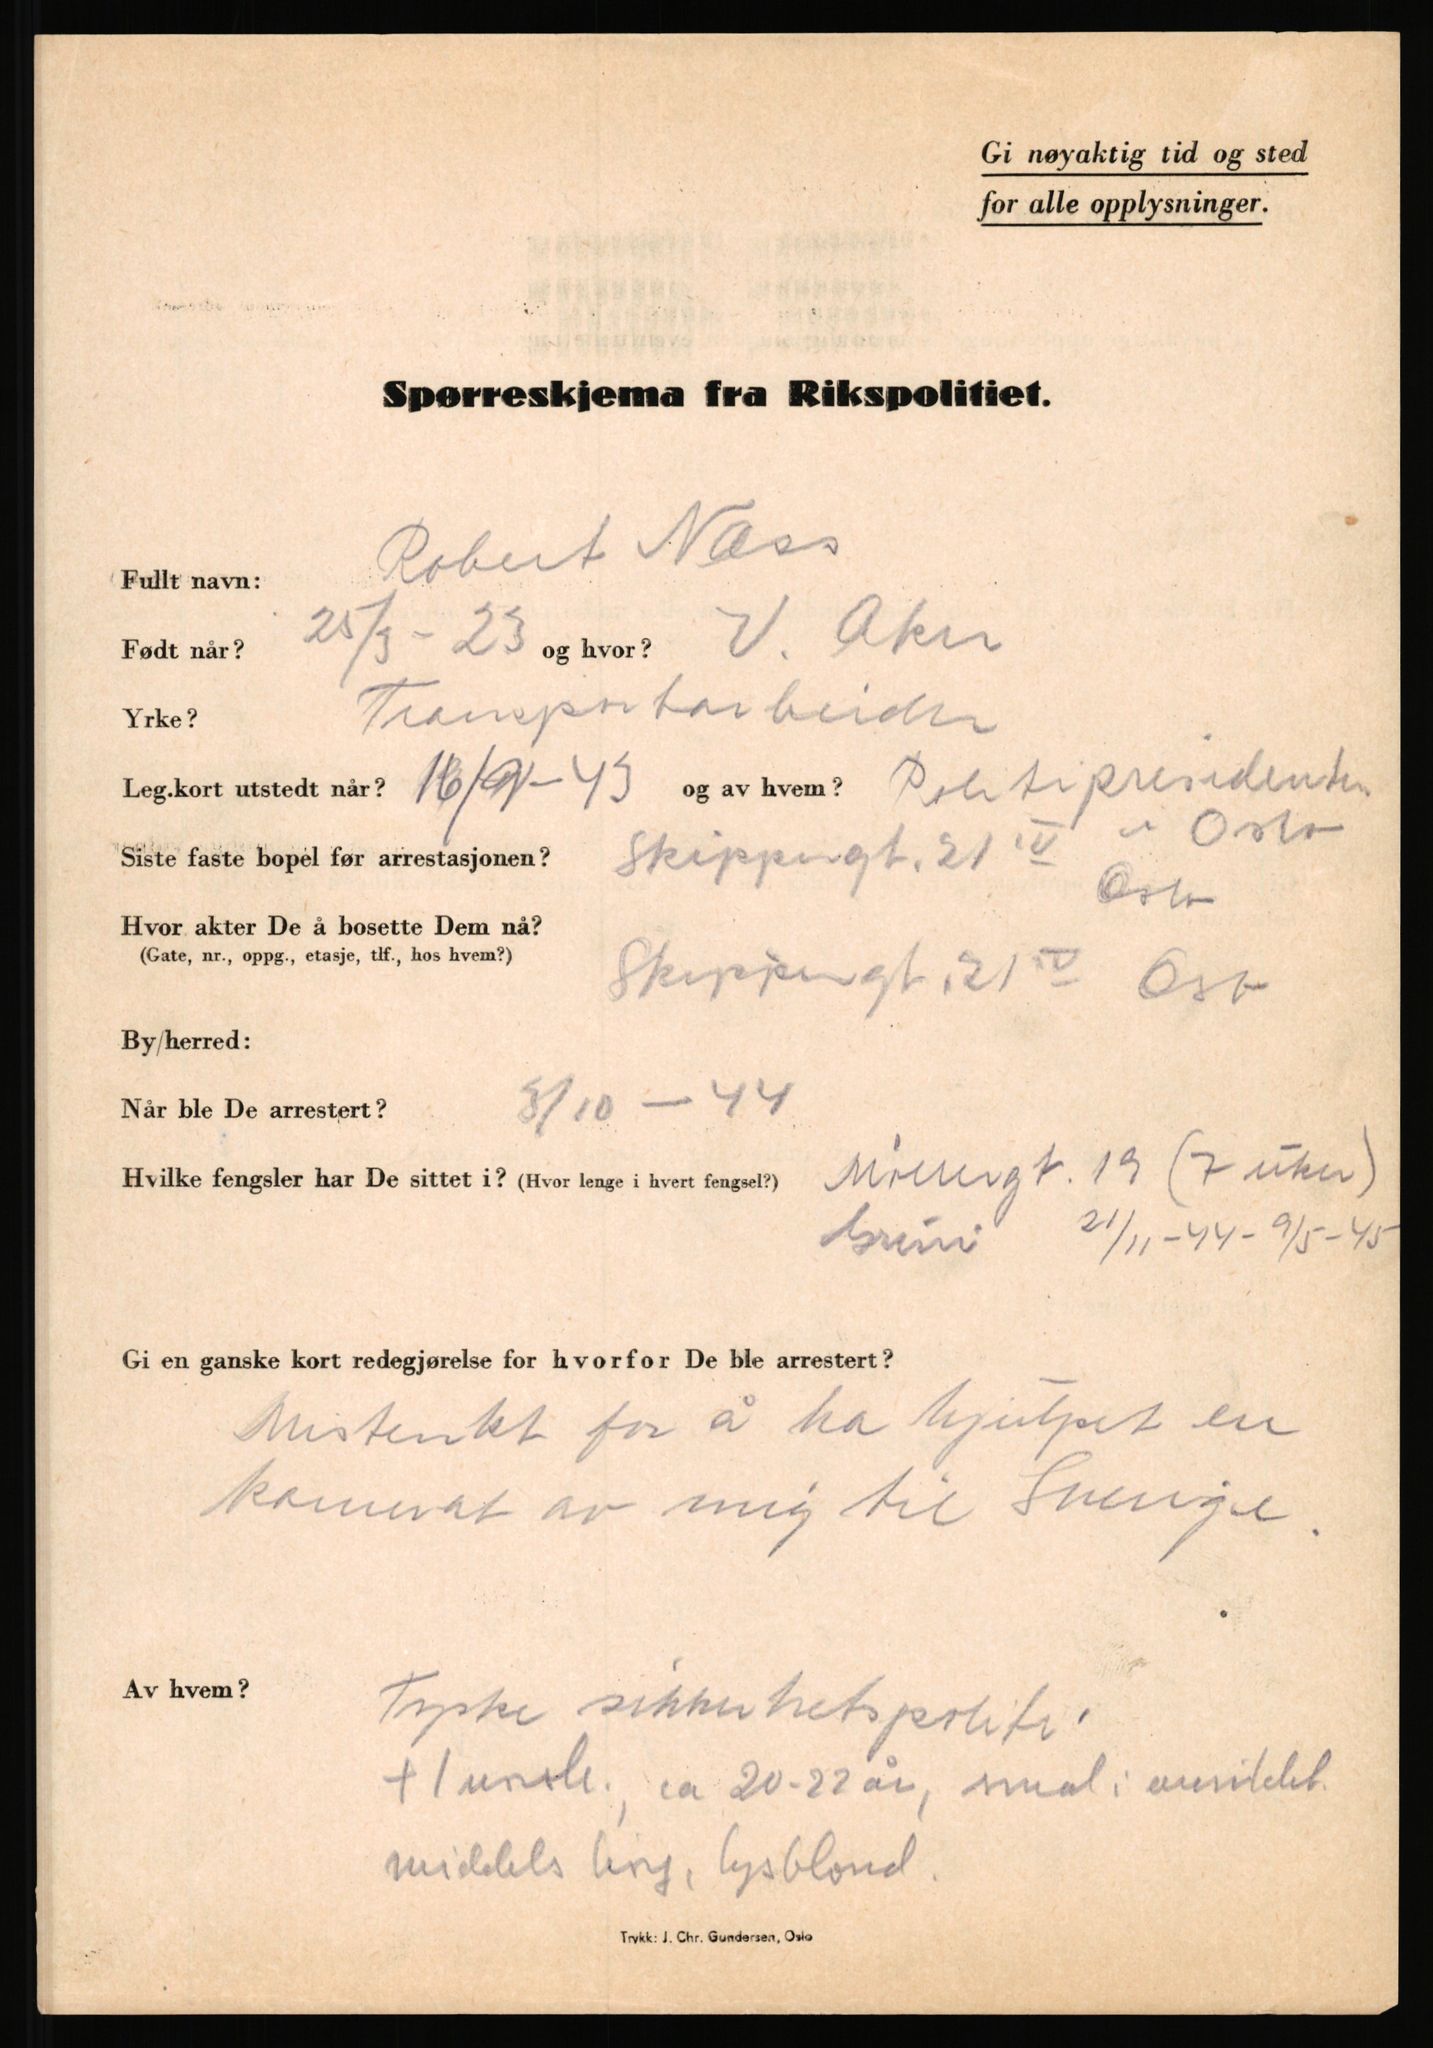 Gi nøyaktig tid og sted
for alle opplysninger.
Spørreskjema fra Rikspolitiet.
Fullt navn: Robert Næss
Født når? 25/3 - 23 og hvor? V. Aker
Yrke? Transportarbeider
Leg.kort utstedt når? - 43 og av hvem? Politipresidenten
i Oslo
Siste faste bopel før arrestasjonen? Skippergt. 21 IV
Oslo
Hvor akter De å bosette Dem nå?
(Gate, nr., oppg., etasje, tlf., hos hvem?) Skippergt. 21 IV Oslo
By/herred:
Når ble De arrestert? 3/10 - 44
Hvilke fengsler har De sittet i? (Hvor lenge i hvert fengsel?) Møllergt. 19 (7 uker)
Grini 21/11 - 44 - 9/5 - 45
Gi en ganske kort redegjørelse for hvorfor De ble arrestert?
Mistenkt for å ha hjulpet en
kamerat av mig til Sverige.
Av hvem? Tyske sikkerhetspoliti
+ 1 norsk., ca 20-22 år, smal i ansiktet.
middels høy, lysblond.
Trykk: J. Chr. Gundersen, Oslo